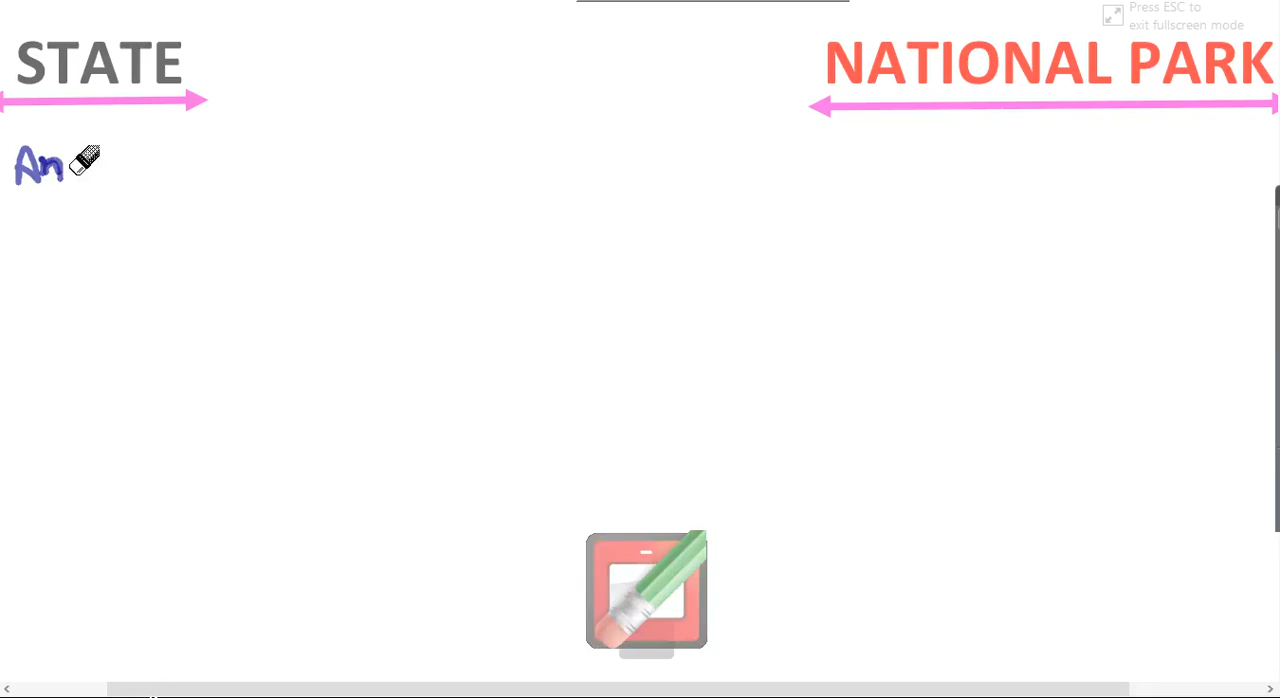 Press ESC to
exit fullscreen mode
STATE
NATIONAL PARK
An